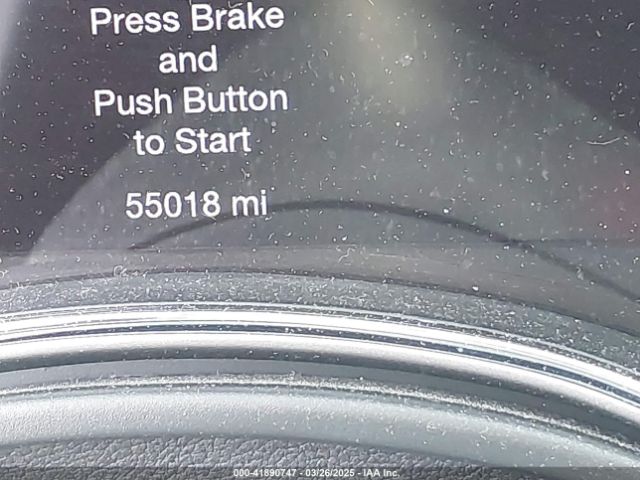 Press Brake
and
Push Button
to Start
55018 mi
000-41890747 - 03/26/2025 - IAA Inc.